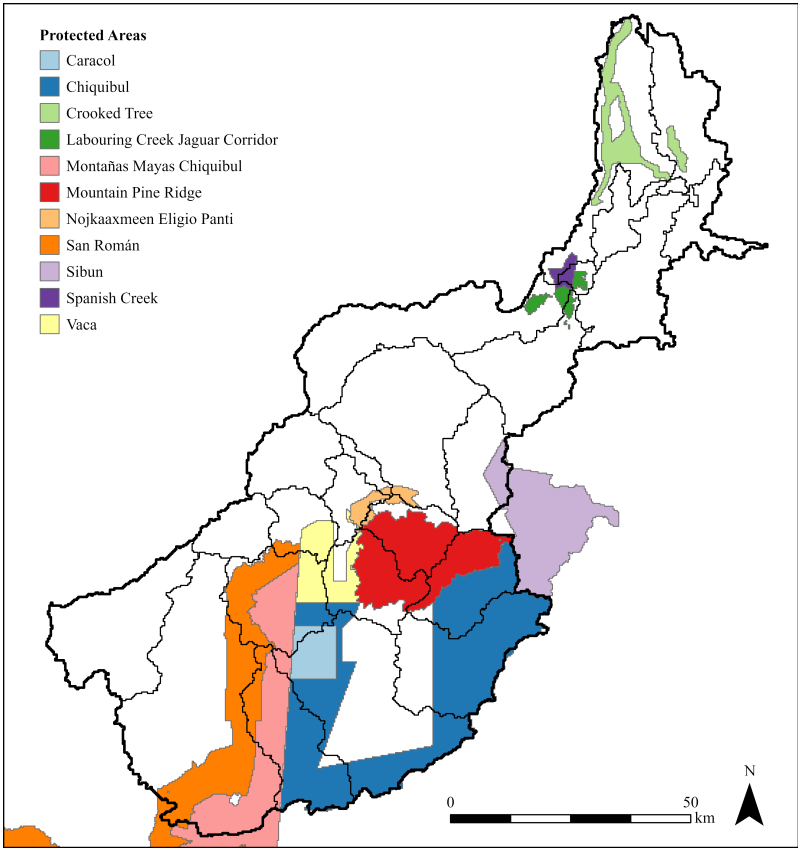 Protected Areas
Caracol
Chiquibul
Crooked Tree
Labouring Creek Jaguar Corridor
Montañas Mayas Chiquibul
Mountain Pine Ridge
Nojkaaxmeen Eligio Panti
San Román
Sibun
Spanish Creek
Vaca
N
0 50
km